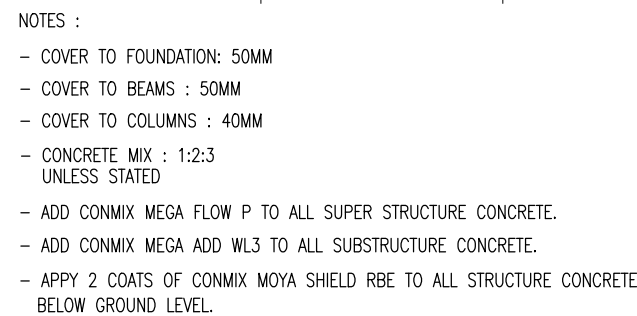 NOTES :
– COVER TO FOUNDATION: 50MM
– COVER TO BEAMS : 50MM
– COVER TO COLUMNS : 40MM
– CONCRETE MIX : 1:2:3
UNLESS STATED
– ADD CONMIX MEGA FLOW P TO ALL SUPER STRUCTURE CONCRETE.
– ADD CONMIX MEGA ADD WL3 TO ALL SUBSTRUCTURE CONCRETE.
– APPY 2 COATS OF CONMIX MOYA SHIELD RBE TO ALL STRUCTURE CONCRETE
BELOW GROUND LEVEL.